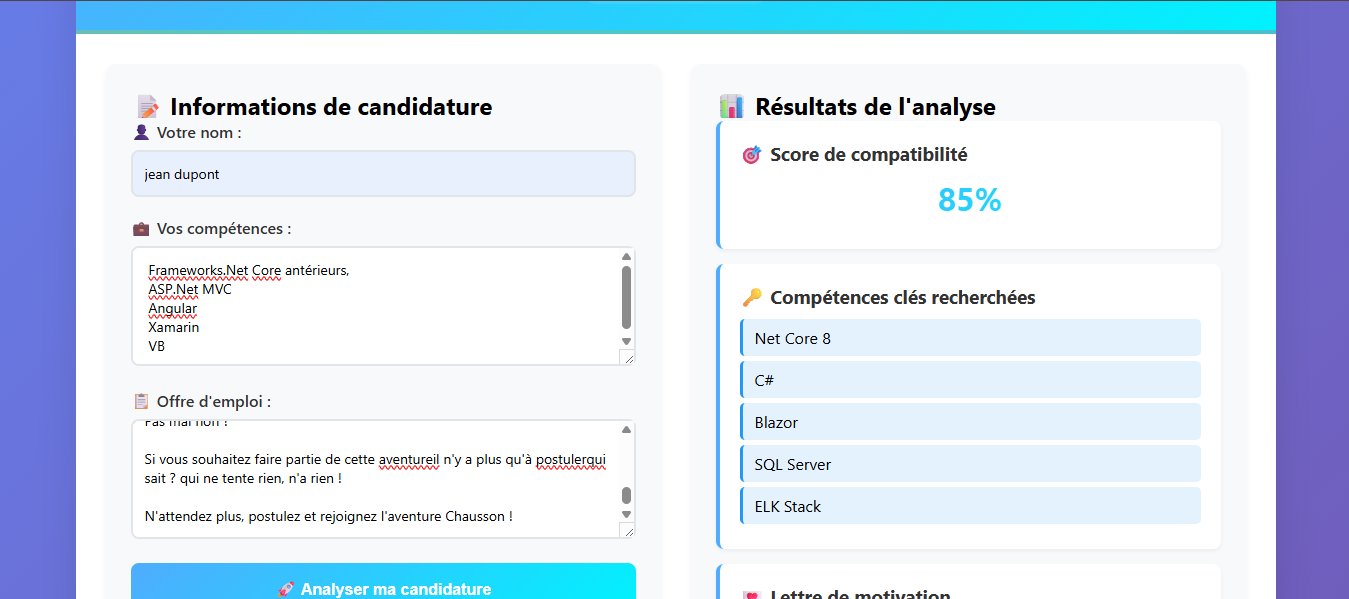 Informations de candidature
Votre nom :
jean dupont
Vos compétences :
Frameworks.Net Core antérieurs,
ASP.Net MVC
Angular
Xamarin
VB
Offre d'emploi :
Pas mal non !
Si vous souhaitez faire partie de cette aventureil n'y a plus qu'à postulerqui
sait ? qui ne tente rien, n'a rien !
N'attendez plus, postulez et rejoignez l'aventure Chausson !
Analyser ma candidature
Résultats de l'analyse
Score de compatibilité
85%
Compétences clés recherchées
Net Core 8
C#
Blazor
SQL Server
ELK Stack
Lettre de motivation